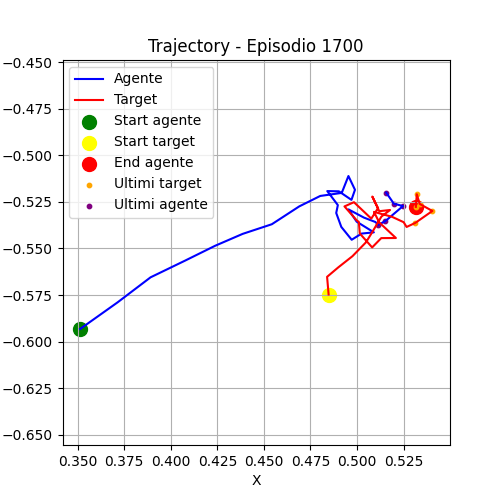 Trajectory - Episodio 1700
Agente
Target
Start agente
Start target
End agente
Ultimi target
Ultimi agente
−0.450
−0.475
−0.500
−0.525
−0.550
−0.575
−0.600
−0.625
−0.650
0.350 0.375 0.400 0.425 0.450 0.475 0.500 0.525
X